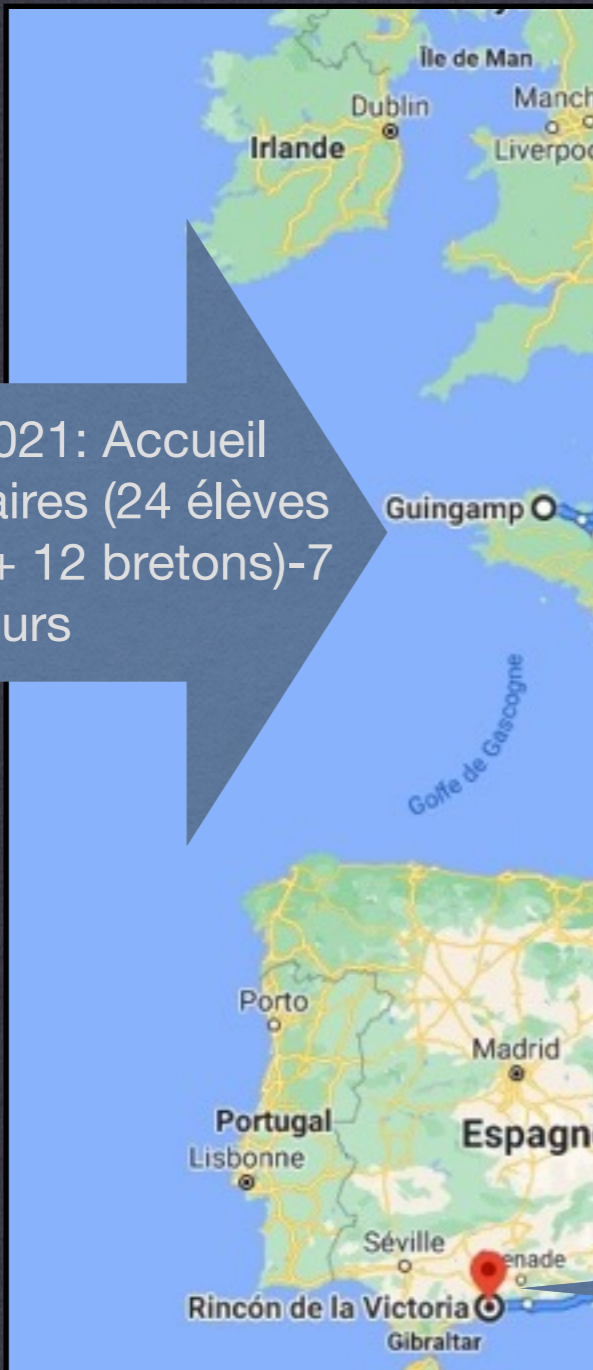 Île de Man
Dublin
Manch
Irlande
Liverpoo
021: Accueil
aires (24 élèves
+ 12 bretons)-7
urs
Guingamp
Golfe de Gascogne
Porto
Madrid
Portugal
Espagn
Lisbonne
Séville
enade
Rincón de la Victoria
Gibraltar